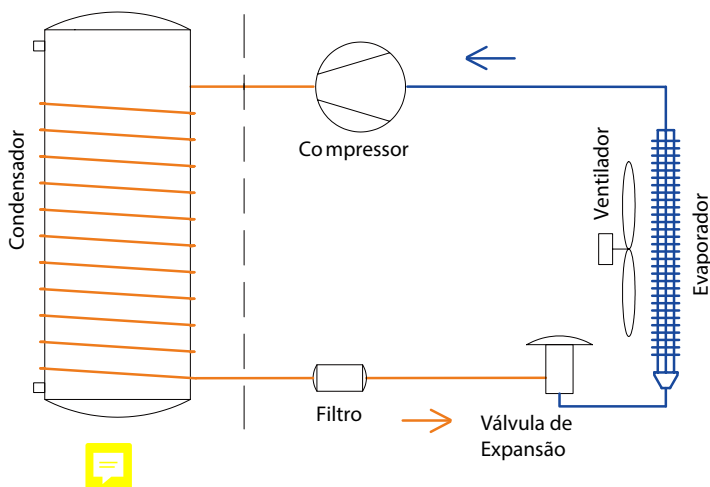 Condensador
Compressor
Ventilador
Evaporador
Filtro
Válvula de
Expansão